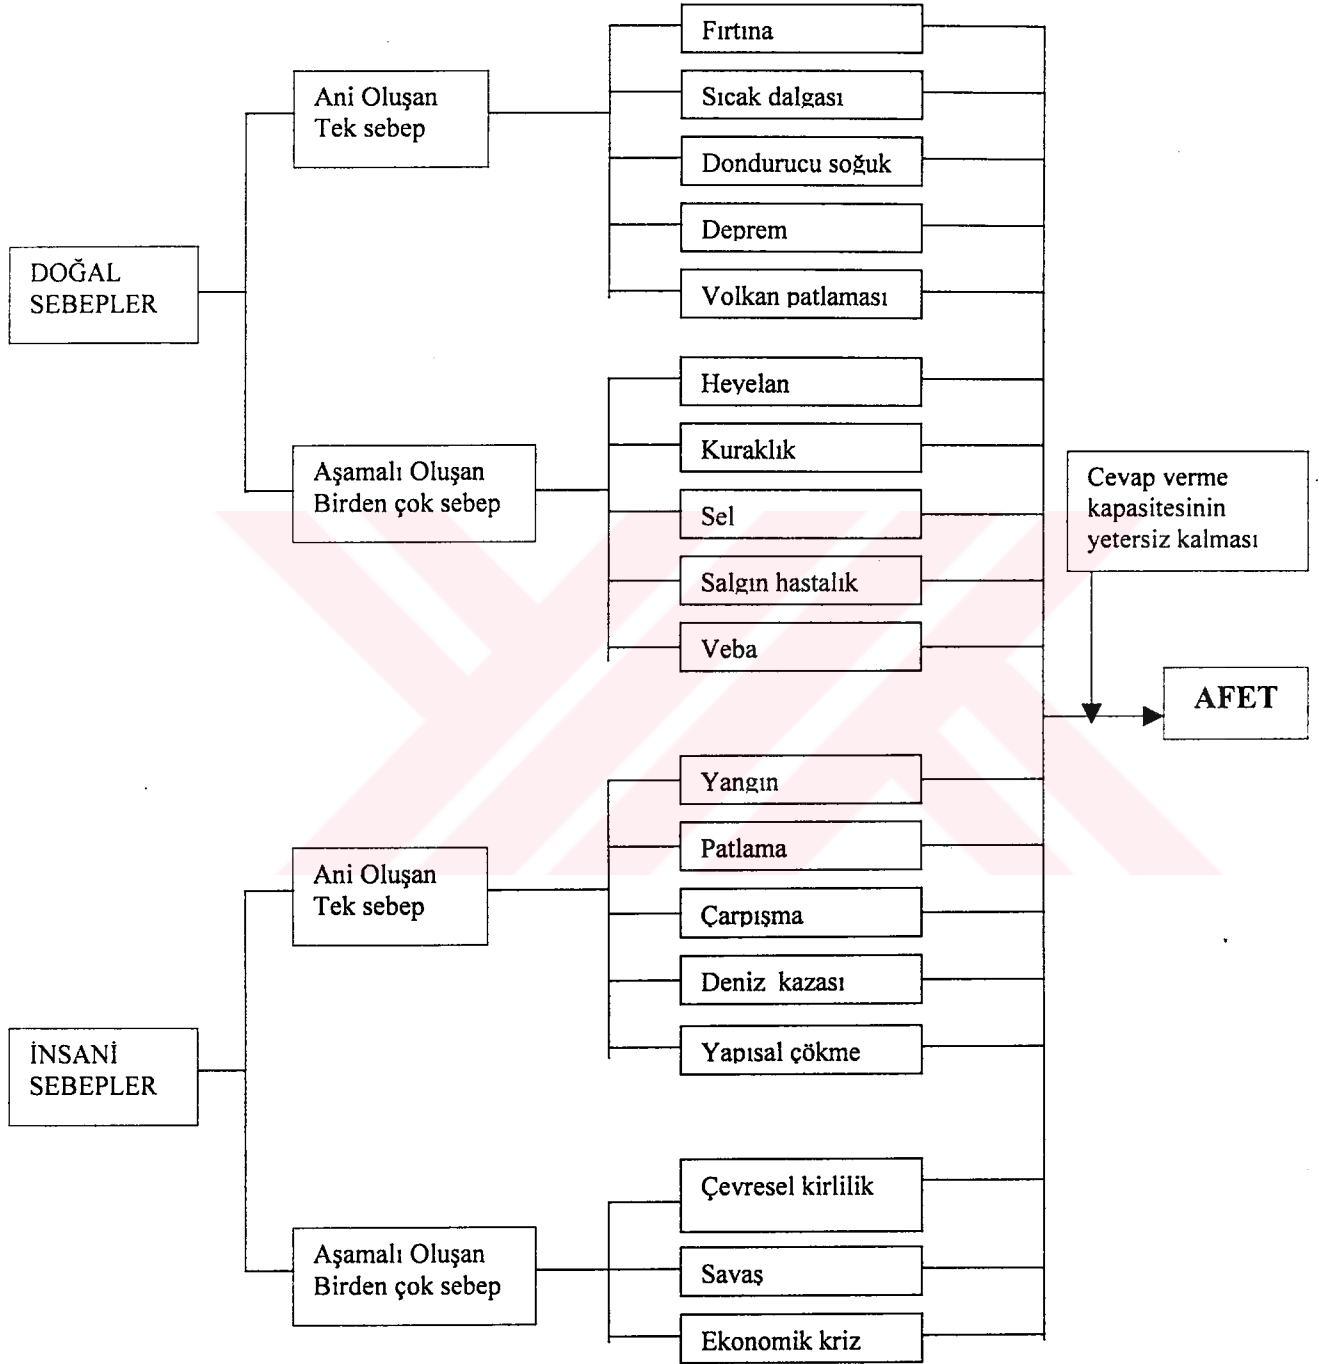 Fırtına
Ani Oluşan
Tek sebep
Sıcak dalgası
Dondurucu soğuk
Deprem
DOĞAL
SEBEPLER
Volkan patlaması
Heyelan
Kuraklık
Aşamalı Oluşan
Birden çok sebep
Sel
Salgın hastalık
Veba
Cevap verme
kapasitesinin
yetersiz kalması
AFET
Yangın
Patlama
Ani Oluşan
Tek sebep
Çarpışma
Deniz kazası
Yapısal çökme
İNSANİ
SEBEPLER
Çevresel kirlilik
Aşamalı Oluşan
Birden çok sebep
Savaş
Ekonomik kriz